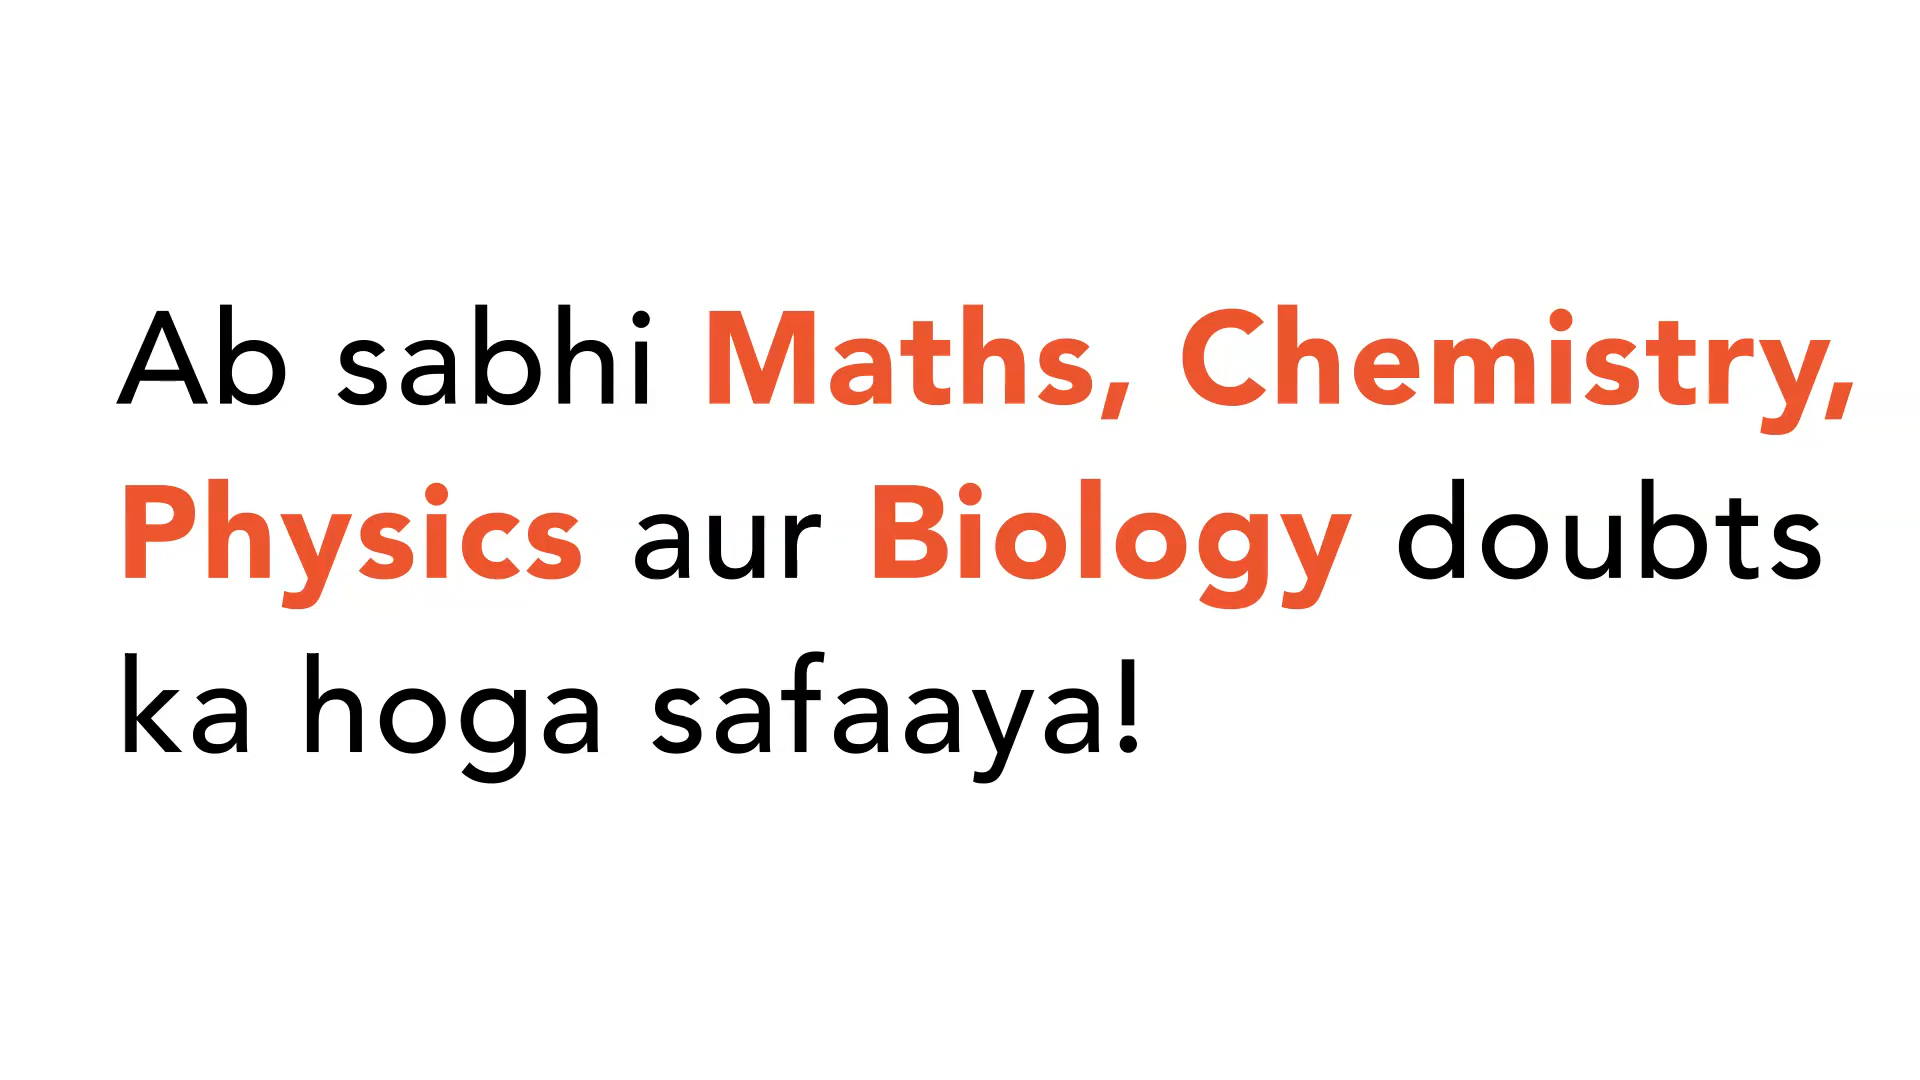 Ab sabhi Maths, Chemistry,
Physics aur Biology doubts
ka hoga safaaya!